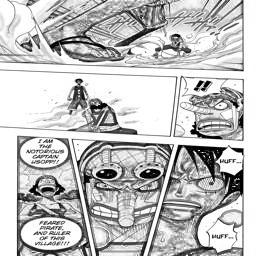 !!
HUFF...
HUFF...
I AM
THE
NOTORIOUS
CAPTAIN
USOPP!!
FEARED
PIRATE,
AND RULER
OF THIS
VILLAGE!!!